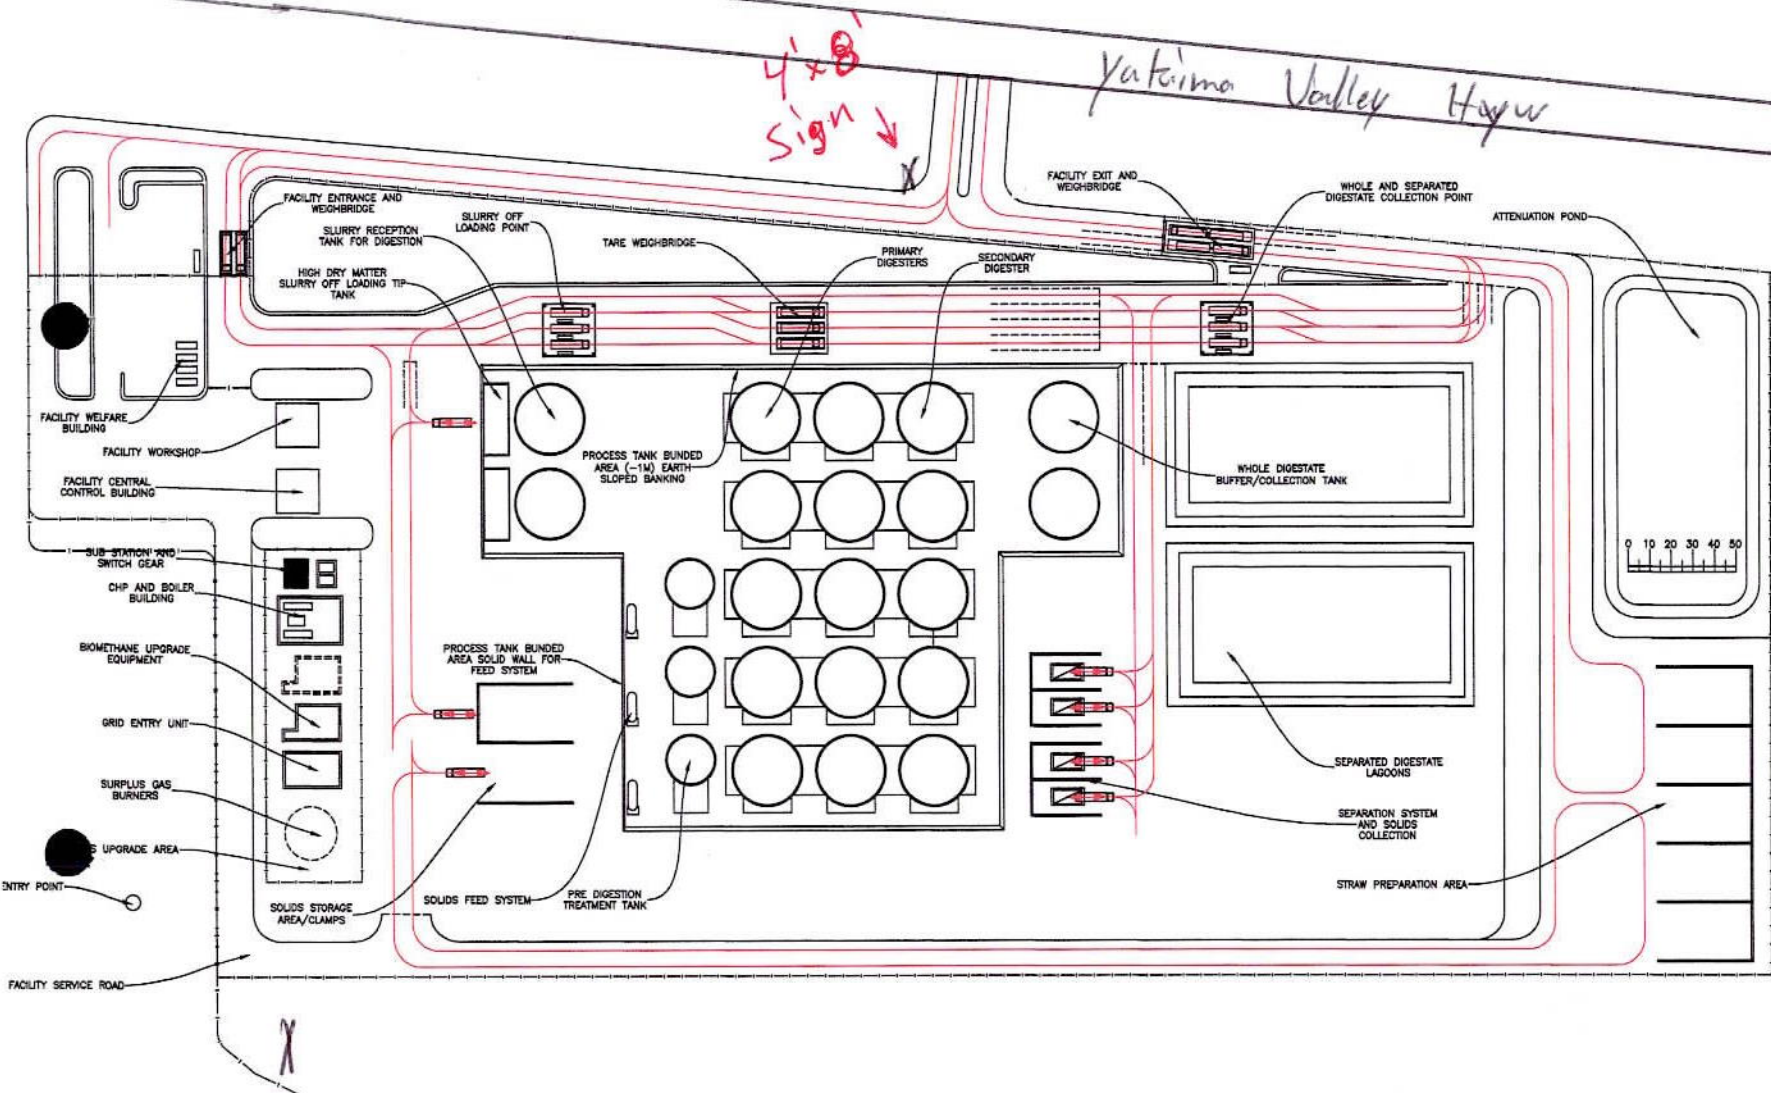 4' x 8'
Sign
Yakima Valley Hwy
FACILITY ENTRANCE AND
WEIGHBRIDGE
SLURRY OFF
LOADING POINT
SLURRY RECEPTION
TANK FOR DIGESTION
TARE WEIGHBRIDGE
HIGH DRY MATTER
SLURRY OFF LOADING TIP
TANK
PRIMARY
DIGESTERS
SECONDARY
DIGESTER
FACILITY EXIT AND
WEIGHBRIDGE
WHOLE AND SEPARATED
DIGESTATE COLLECTION POINT
ATTENUATION POND
FACILITY WELFARE
BUILDING
FACILITY WORKSHOP
FACILITY CENTRAL
CONTROL BUILDING
PROCESS TANK BUNDED
AREA (-1M) EARTH
SLOPED BANKING
WHOLE DIGESTATE
BUFFER/COLLECTION TANK
0 10 20 30 40 50
SUB STATION AND
SWITCH GEAR
CHP AND BOILER
BUILDING
BIOMETHANE UPGRADE
EQUIPMENT
PROCESS TANK BUNDED
AREA SOLID WALL FOR
FEED SYSTEM
GRID ENTRY UNIT
SURPLUS GAS
BURNERS
S UPGRADE AREA
ENTRY POINT
SEPARATED DIGESTATE
LAGOONS
SEPARATION SYSTEM
AND SOLIDS
COLLECTION
STRAW PREPARATION AREA
SOLIDS STORAGE
AREA/CLAMPS
SOLIDS FEED SYSTEM
PRE DIGESTION
TREATMENT TANK
FACILITY SERVICE ROAD
X
X